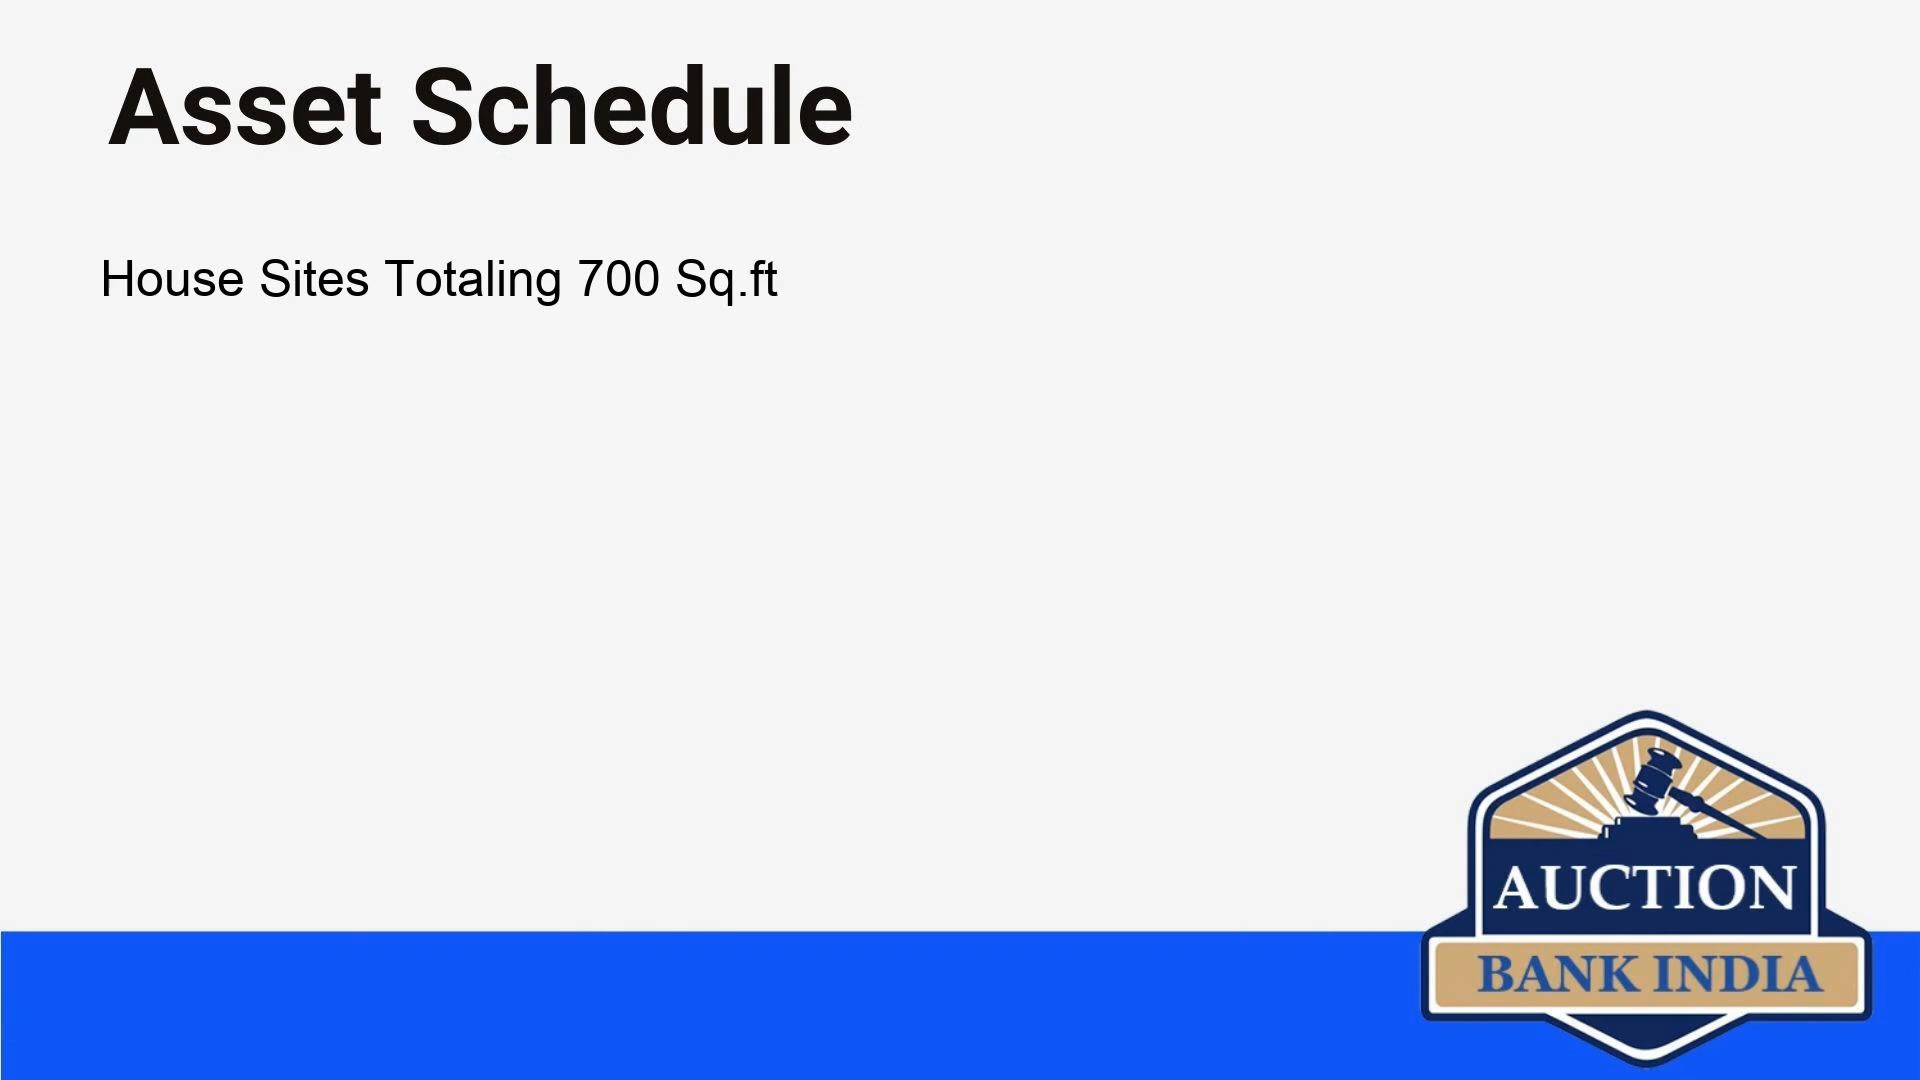 Asset Schedule
House Sites Totaling 700 Sq.ft
AUCTION
BANK INDIA